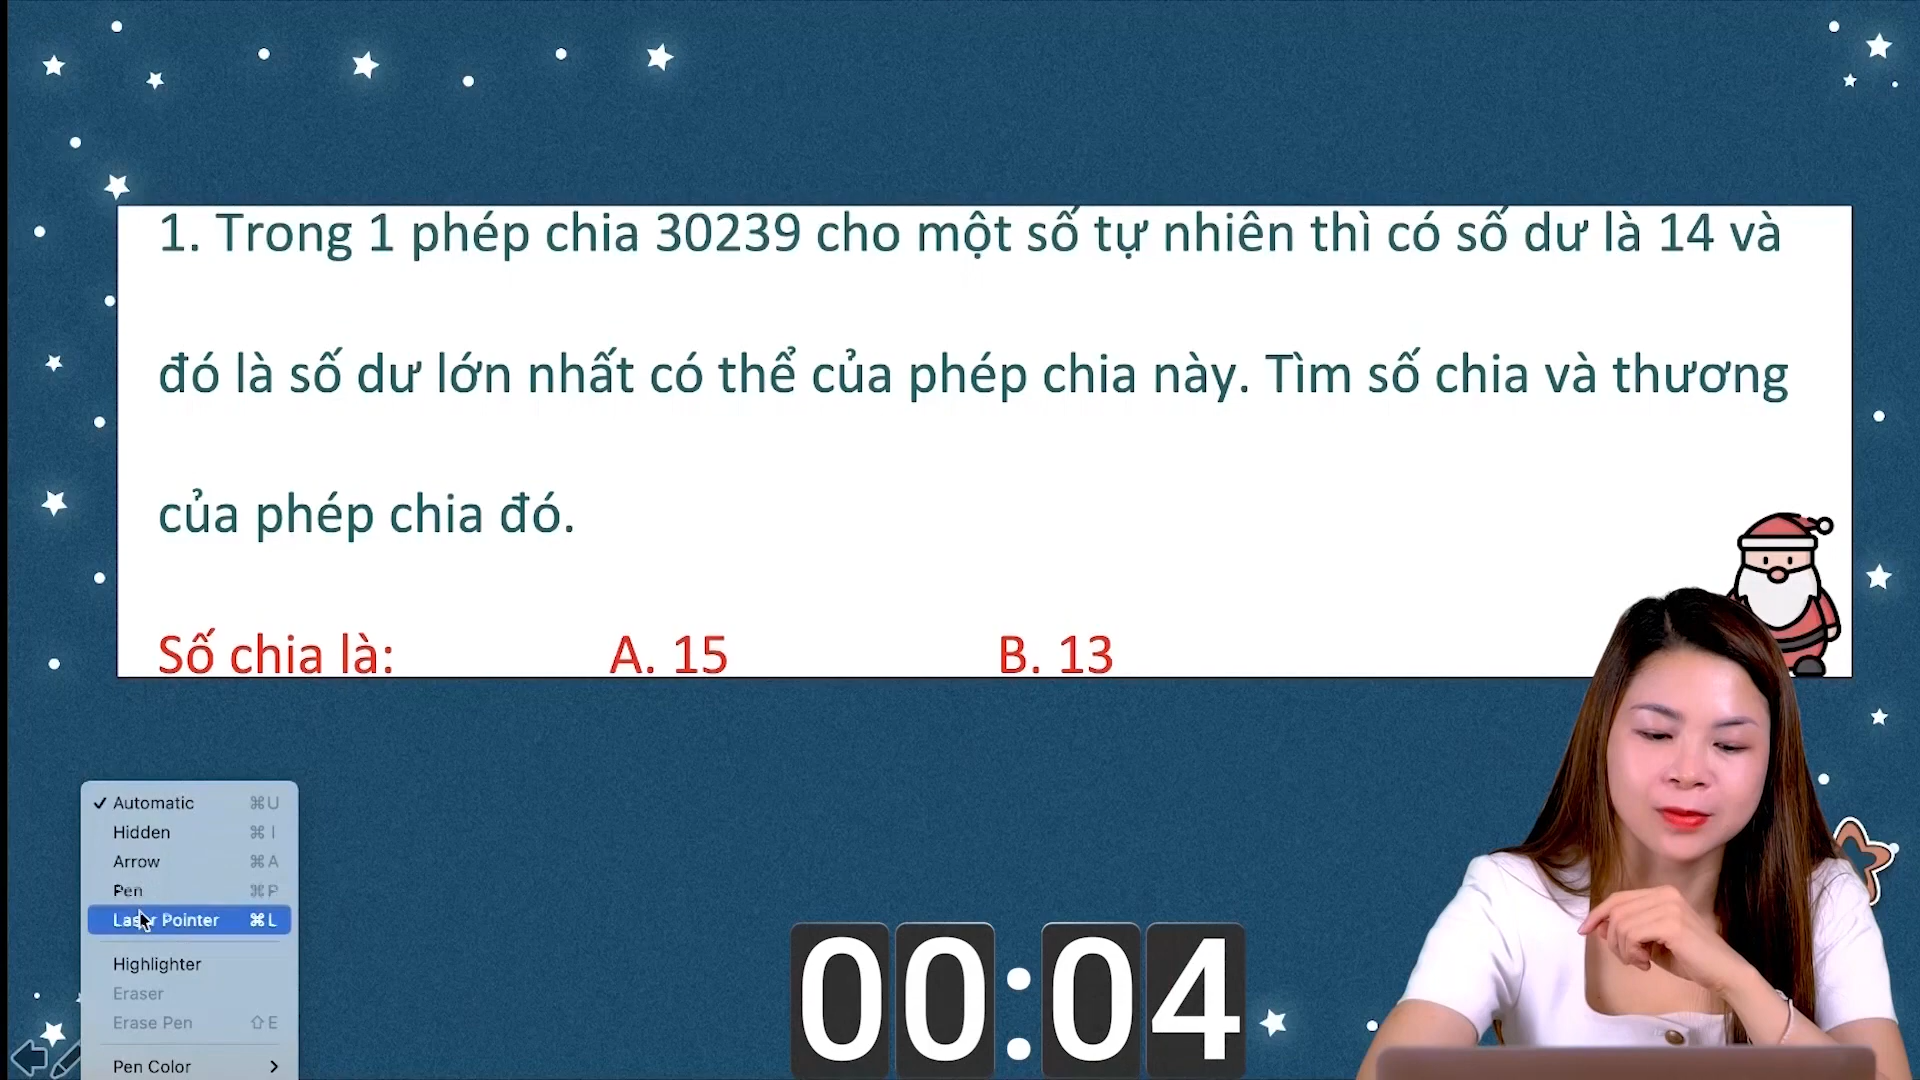 1. Trong 1 phép chia 30239 cho một số tự nhiên thì có số dư là 14 và
đó là số dư lớn nhất có thể của phép chia này. Tìm số chia và thương
của phép chia đó.
Số chia là: A. 15 B. 13
✓ Automatic ⌘U
Hidden ⌘I
Arrow ⌘A
Pen ⌘P
Laser Pointer ⌘L
Highlighter
Eraser
Erase Pen ⇧E
Pen Color >
00:04